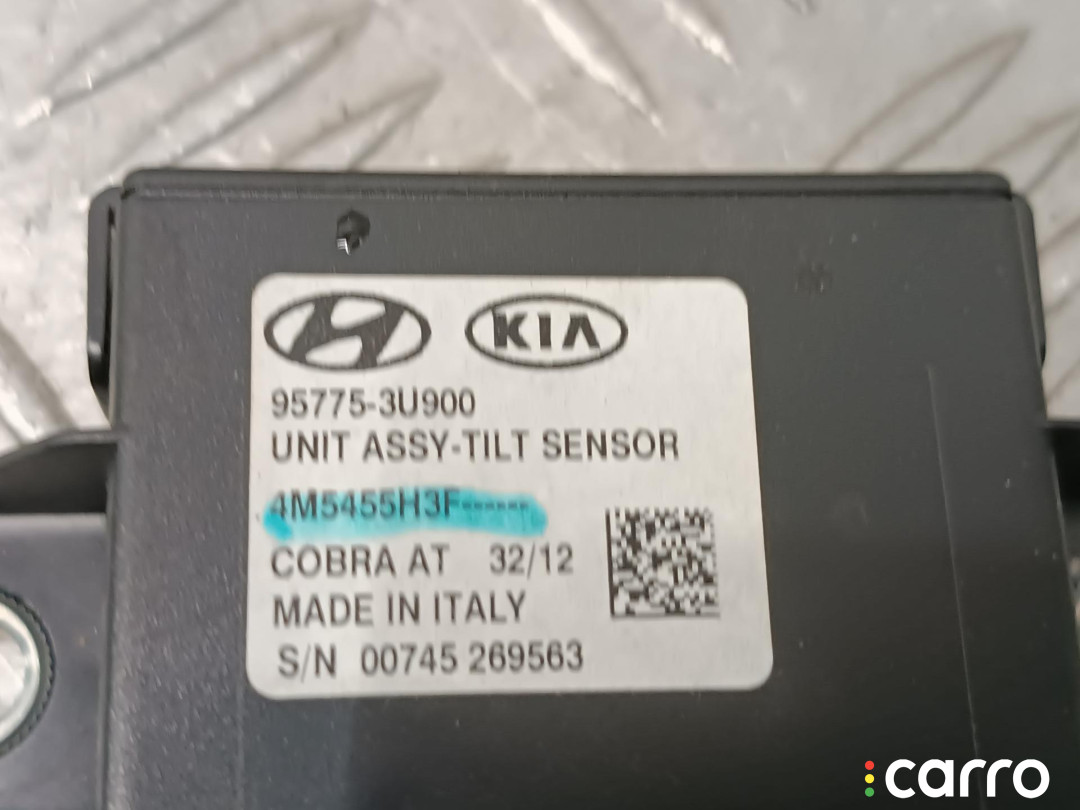 KIA
95775-3U900
UNIT ASSY-TILT SENSOR
4M5455H3F------
COBRA AT 32/12
MADE IN ITALY
S/N 00745 269563
carro